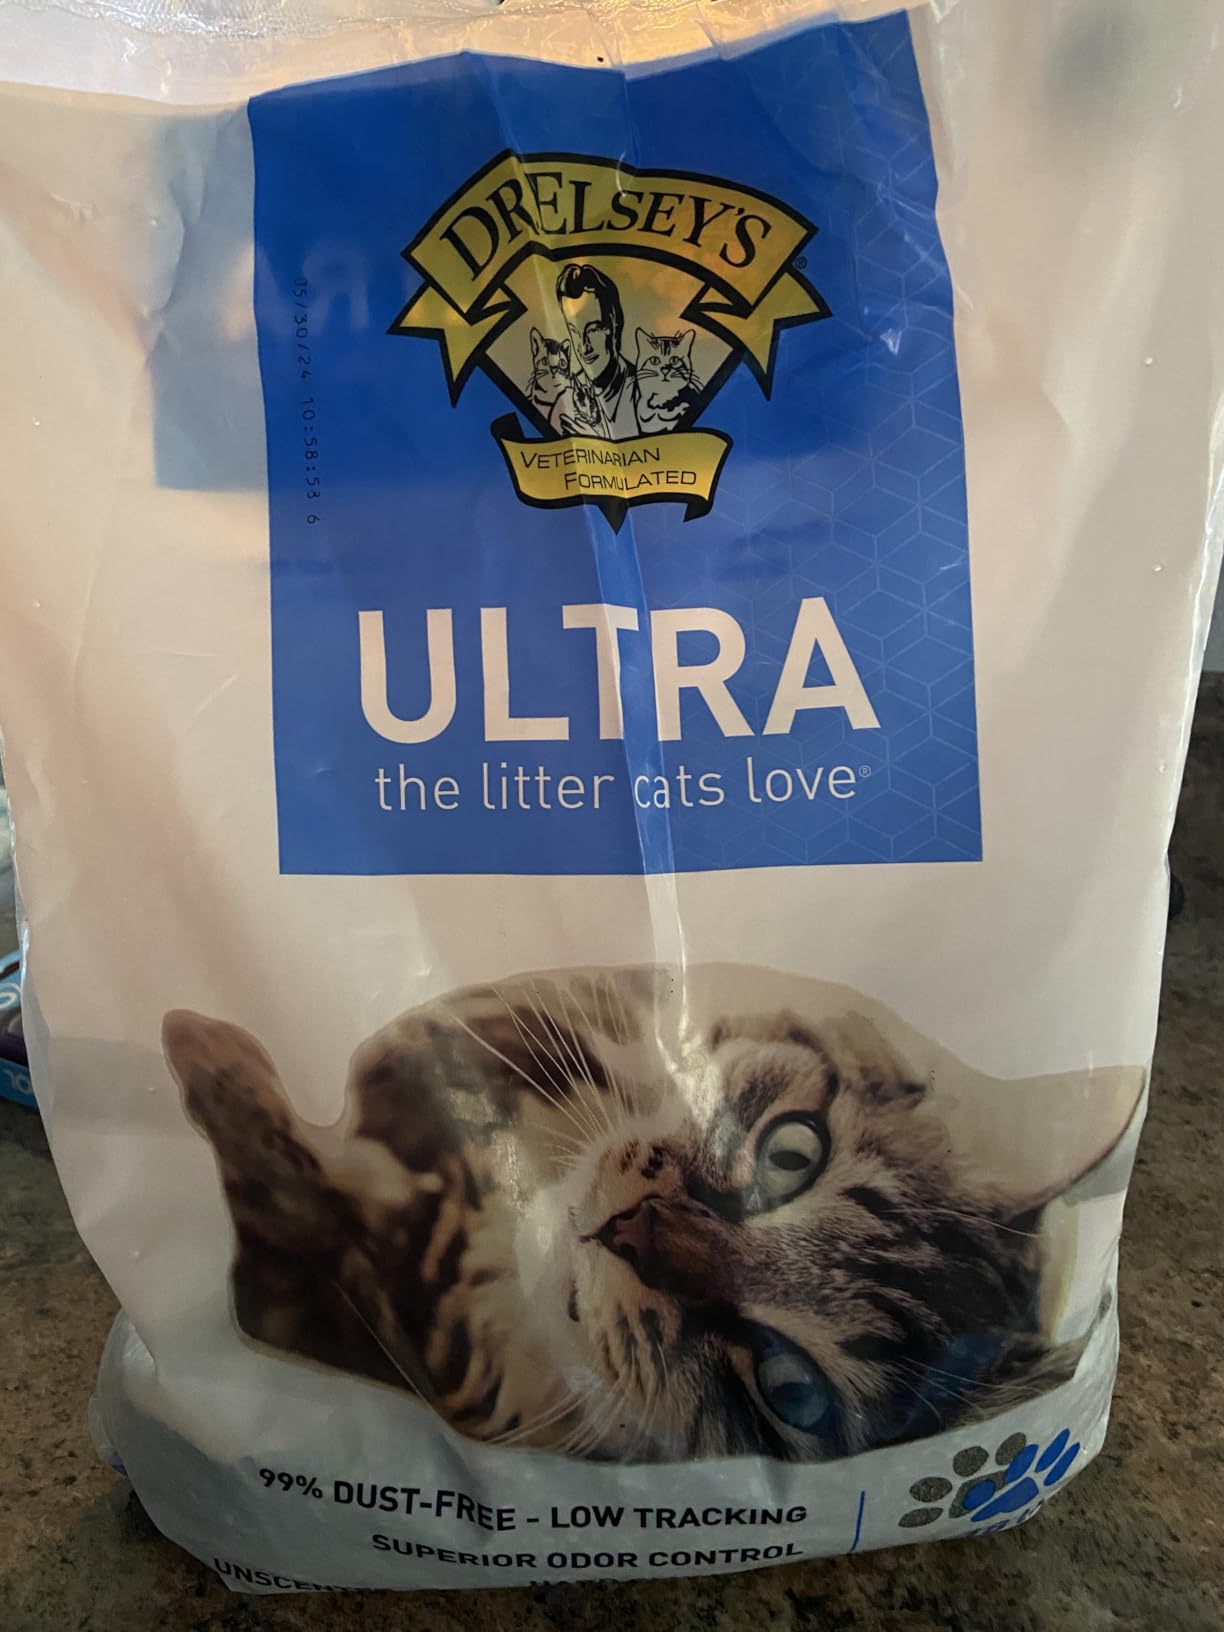 DR ELSEY'S®
VETERINARIAN
FORMULATED
05/30/24 10:58:58 6
ULTRA
the litter cats love®
99% DUST-FREE - LOW TRACKING
SUPERIOR ODOR CONTROL